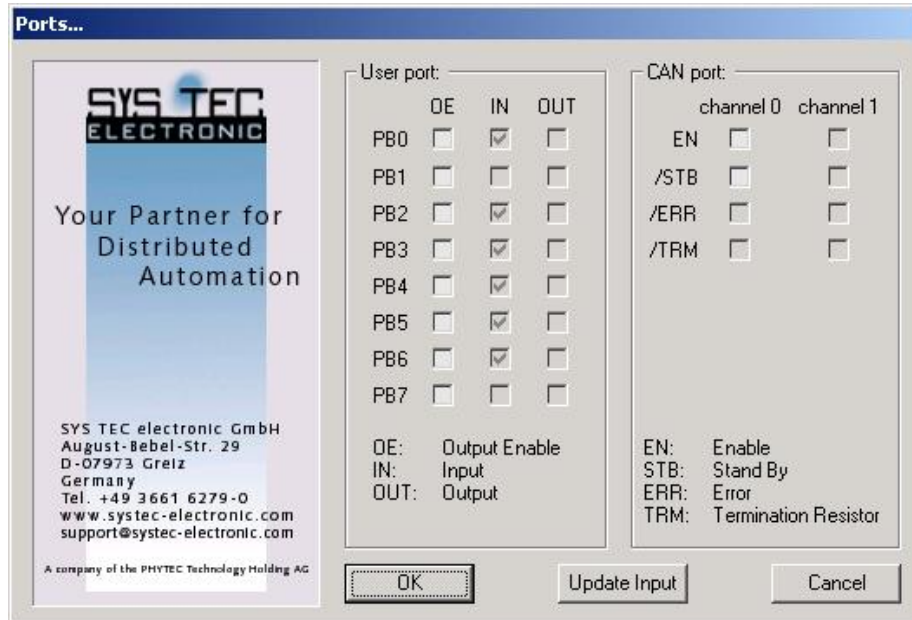 Ports...
SYS TEC
ELECTRONIC
Your Partner for
Distributed
Automation
SYS TEC electronic GmbH
August-Bebel-Str. 29
D-07973 Greiz
Germany
Tel. +49 3661 6279-0
www.systec-electronic.com
support@systec-electronic.com
A company of the PHYTEC Technology Holding AG
User port:
OE IN OUT
PB0
PB1
PB2
PB3
PB4
PB5
PB6
PB7
OE: Output Enable
IN: Input
OUT: Output
CAN port:
channel 0 channel 1
EN
/STB
/ERR
/TRM
EN: Enable
STB: Stand By
ERR: Error
TRM: Termination Resistor
OK Update Input Cancel